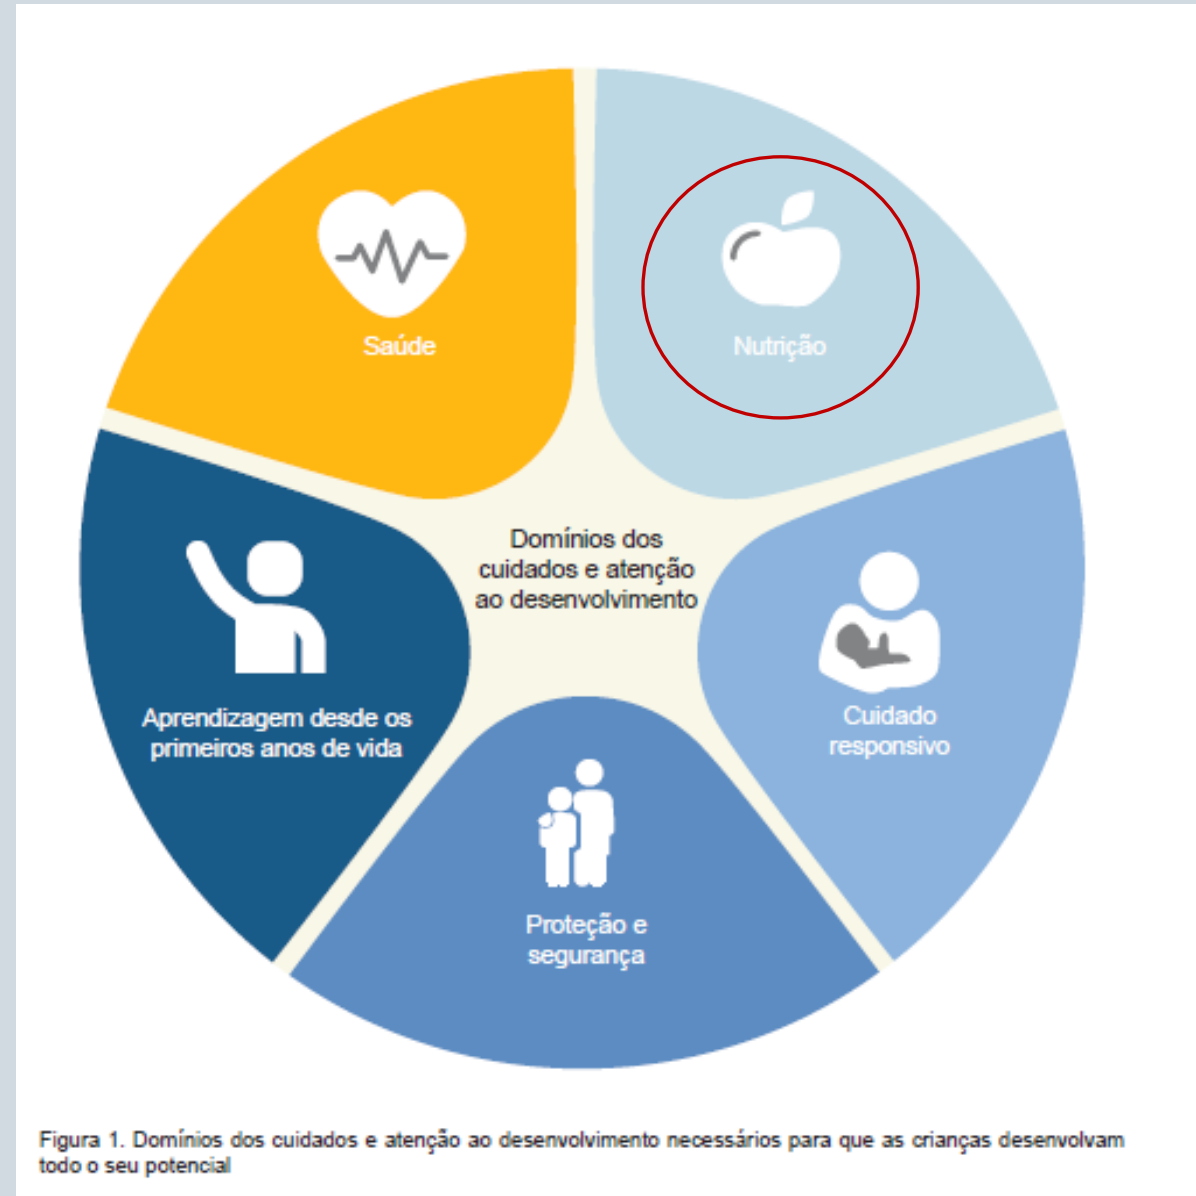 Saúde
Nutrição
Domínios dos
cuidados e atenção
ao desenvolvimento
Aprendizagem desde os
primeiros anos de vida
Cuidado
responsivo
Proteção e
segurança
Figura 1. Domínios dos cuidados e atenção ao desenvolvimento necessários para que as crianças desenvolvam
todo o seu potencial